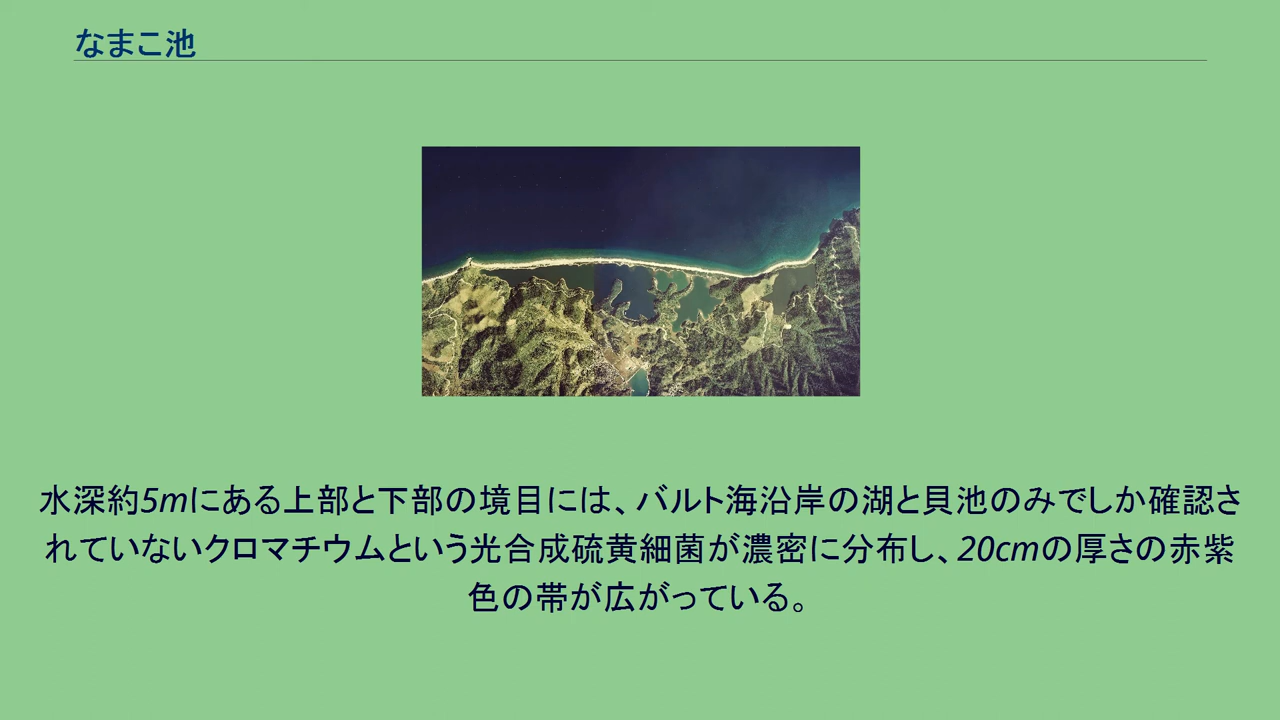 なまこ池
水深約5mにある上部と下部の境目には、バルト海沿岸の湖と貝池のみでしか確認さ
れていないクロマチウムという光合成硫黄細菌が濃密に分布し、20cmの厚さの赤紫
色の帯が広がっている。